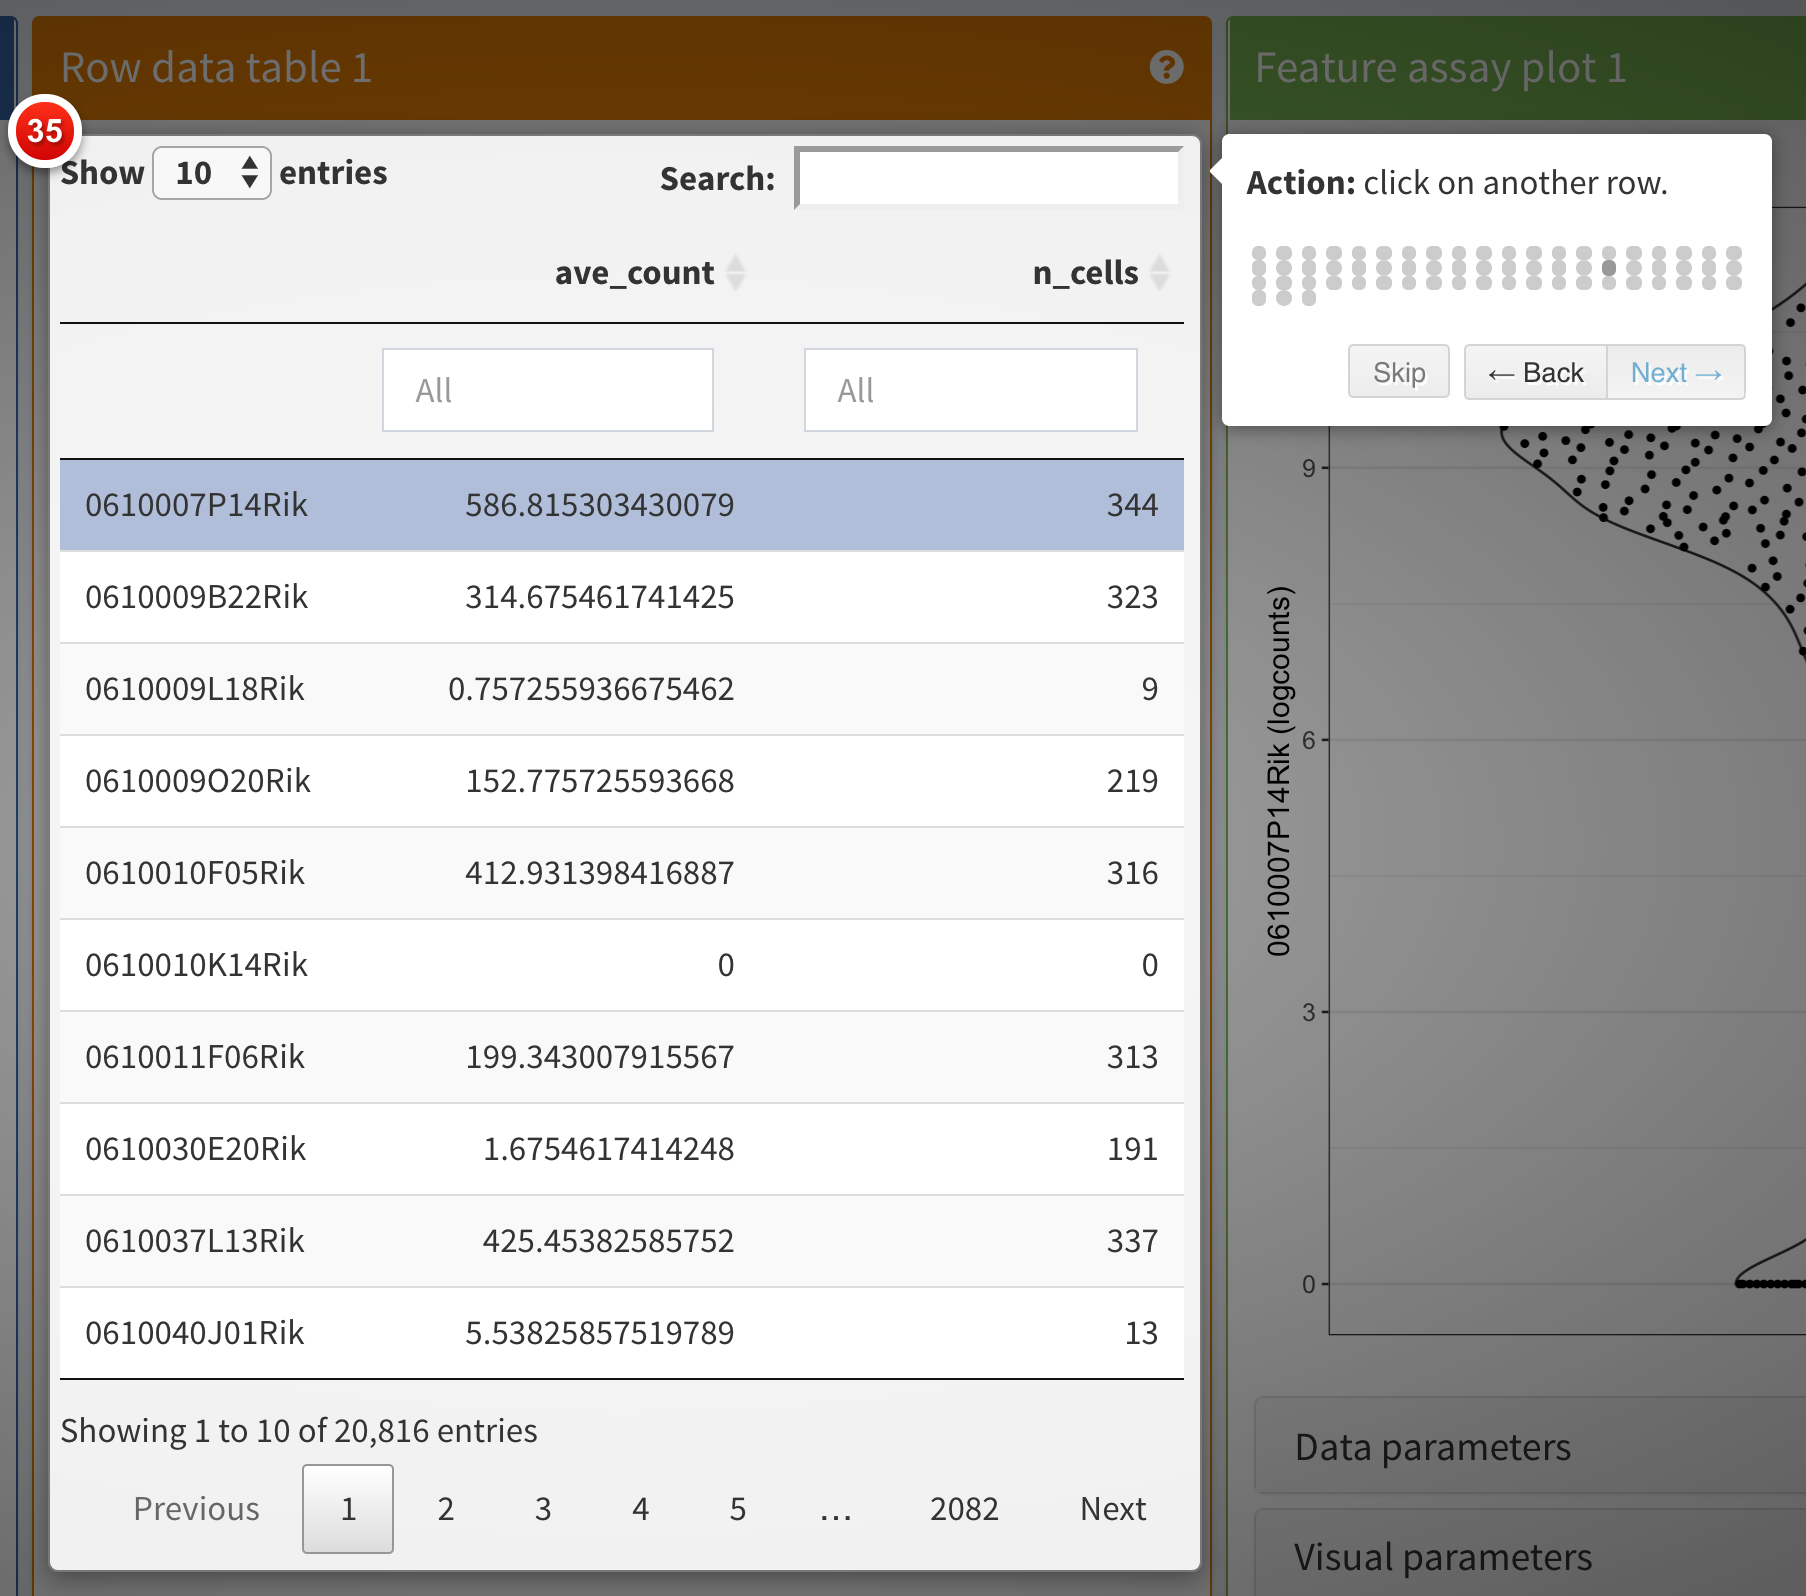 Row data table 1
?
Feature assay plot 1
35
Show 10 entries
Search:
Action: click on another row.
Skip
← Back
Next →
ave_count
n_cells
All
All
0610007P14Rik 586.815303430079 344
0610009B22Rik 314.675461741425 323
0610009L18Rik 0.757255936675462 9
0610009O20Rik 152.775725593668 219
0610010F05Rik 412.931398416887 316
0610010K14Rik 0 0
0610011F06Rik 199.343007915567 313
0610030E20Rik 1.6754617414248 191
0610037L13Rik 425.45382585752 337
0610040J01Rik 5.53825857519789 13
Showing 1 to 10 of 20,816 entries
Previous 1 2 3 4 5 … 2082 Next
0610007P14Rik (logcounts)
9
6
3
0
Data parameters
Visual parameters